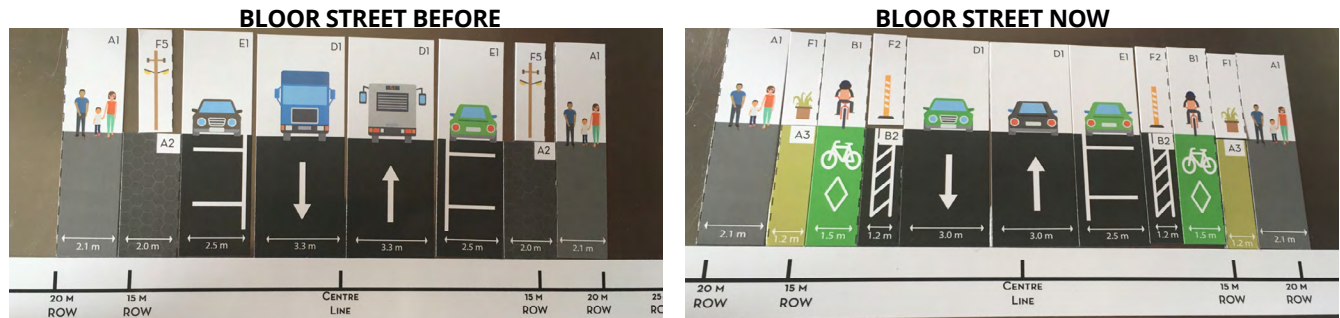 BLOOR STREET BEFORE
A1 F5 E1 D1 D1 E1 F5 A1
A2 A2
2.1 m 2.0 m 2.5 m 3.3 m 3.3 m 2.5 m 2.0 m 2.1 m
20 M ROW
15 M ROW
CENTRE LINE
15 M ROW
20 M ROW
25
RO
BLOOR STREET NOW
A1 F1 B1 F2 D1 D1 E1 F2 B1 F1 A1
A3 B2 B2 A3
2.1 m 1.2 m 1.5 m 1.2 m 3.0 m 3.0 m 2.5 m 1.2 m 1.5 m 1.2 m 2.1 m
20 M ROW
15 M ROW
CENTRE LINE
15 M ROW
20 M ROW